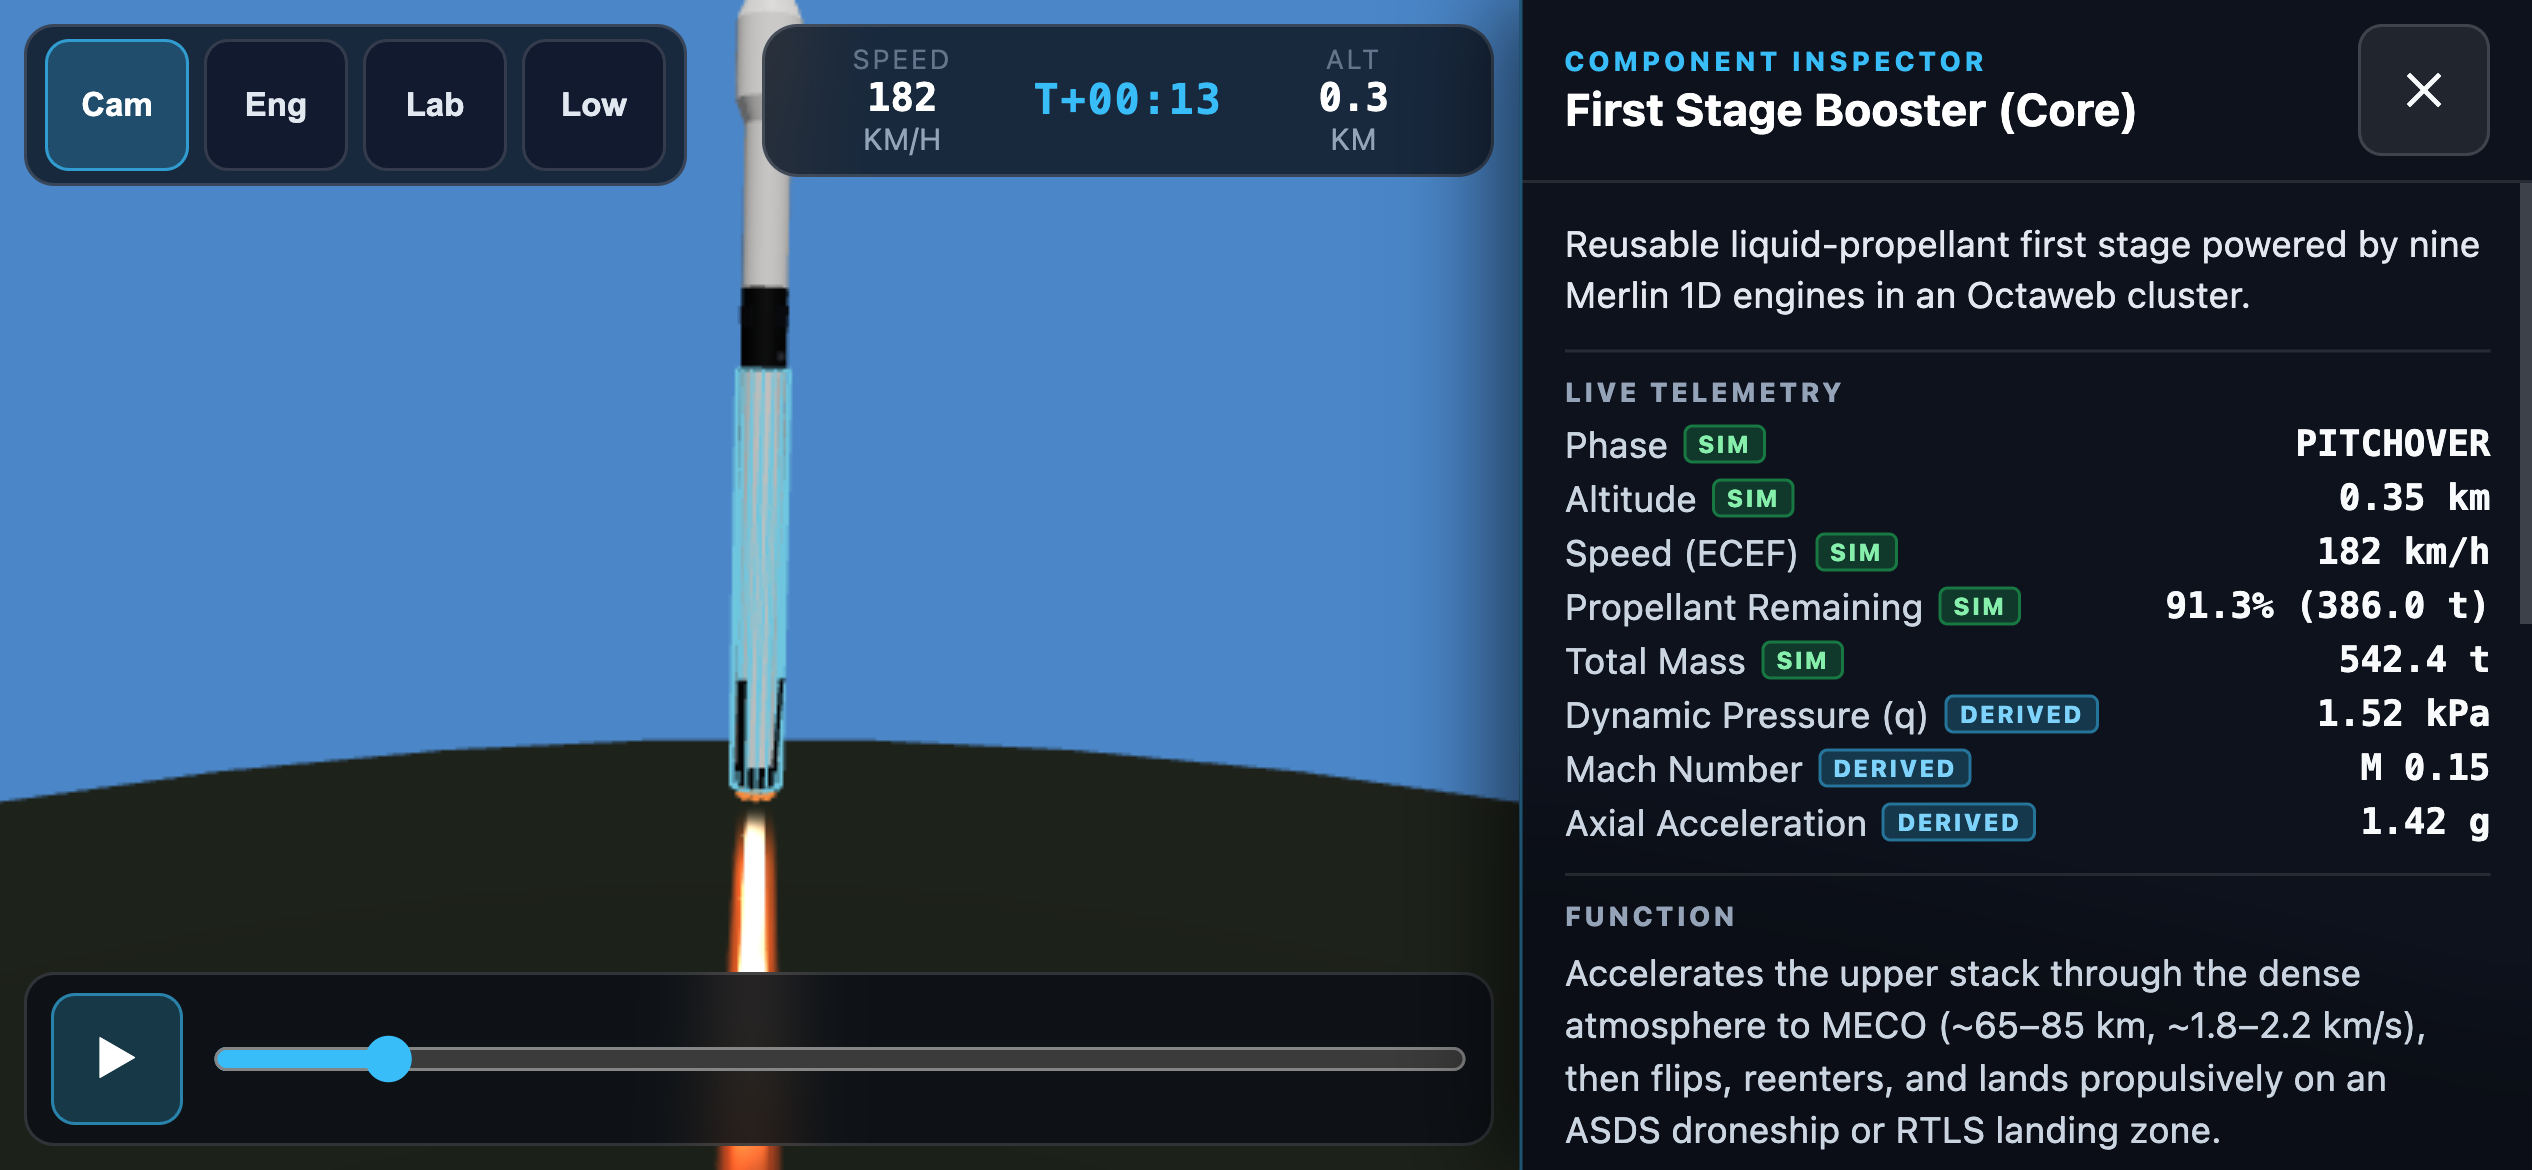 Cam
Eng
Lab
Low
SPEED
182
KM/H
T+00:13
ALT
0.3
KM
COMPONENT INSPECTOR
First Stage Booster (Core)
Reusable liquid-propellant first stage powered by nine
Merlin 1D engines in an Octaweb cluster.
LIVE TELEMETRY
Phase SIM PITCHOVER
Altitude SIM 0.35 km
Speed (ECEF) SIM 182 km/h
Propellant Remaining SIM 91.3% (386.0 t)
Total Mass SIM 542.4 t
Dynamic Pressure (q) DERIVED 1.52 kPa
Mach Number DERIVED M 0.15
Axial Acceleration DERIVED 1.42 g
FUNCTION
Accelerates the upper stack through the dense
atmosphere to MECO (~65–85 km, ~1.8–2.2 km/s),
then flips, reenters, and lands propulsively on an
ASDS droneship or RTLS landing zone.